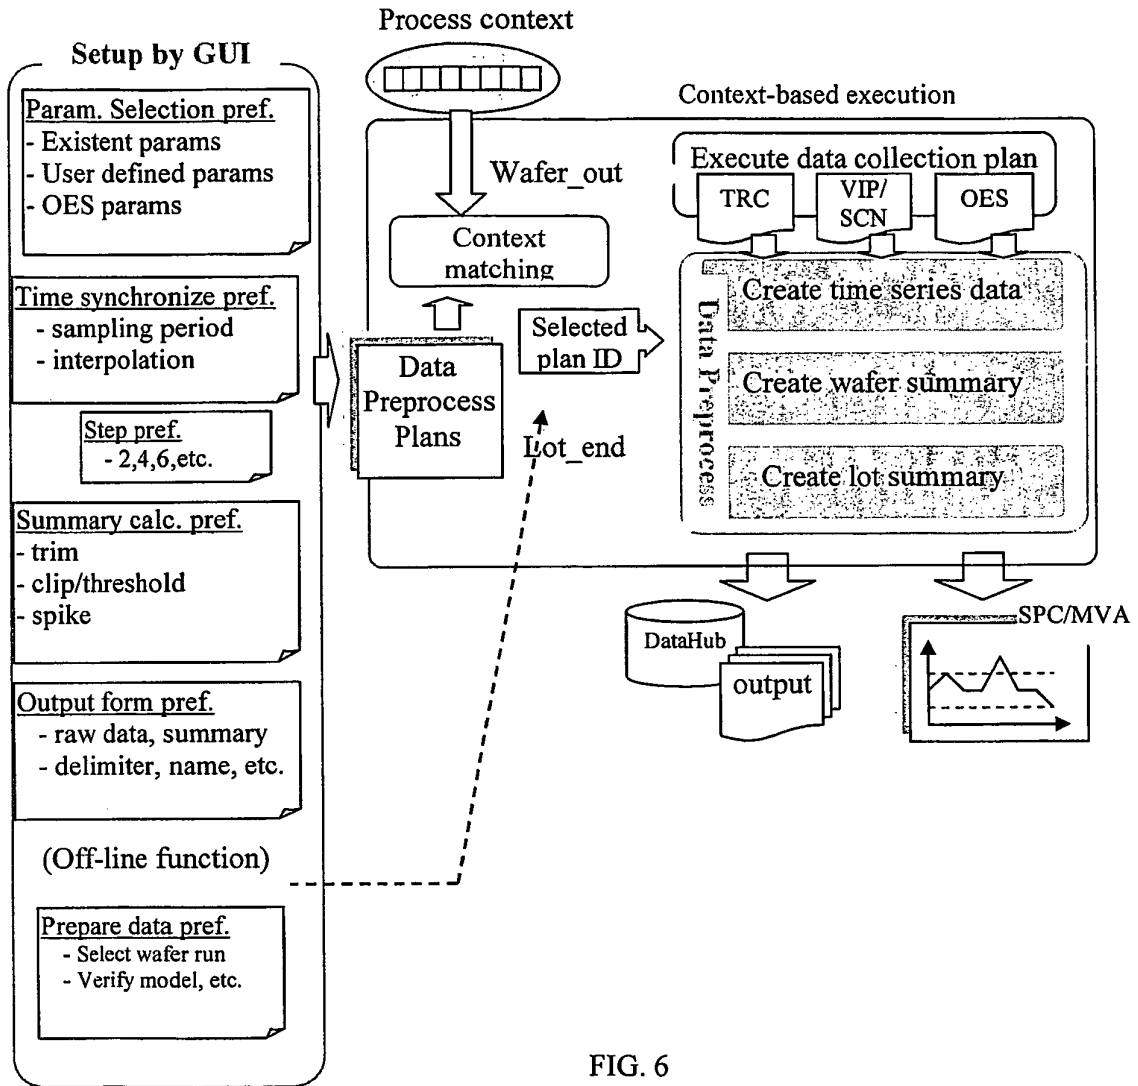 Setup by GUI
Param. Selection pref.
- Existent params
- User defined params
- OES params
Time synchronize pref.
- sampling period
- interpolation
Step pref.
- 2,4,6,etc.
Summary calc. pref.
- trim
- clip/threshold
- spike
Output form pref.
- raw data, summary
- delimiter, name, etc.
(Off-line function)
Prepare data pref.
- Select wafer run
- Verify model, etc.
Process context
Wafer_out
Context
matching
Data
Preprocess
Plans
Selected
plan ID
Lot_end
Context-based execution
Execute data collection plan
TRC
VIP/
SCN
OES
Data Preprocess
Create time series data
Create wafer summary
Create lot summary
DataHub
output
SPC/MVA
FIG. 6